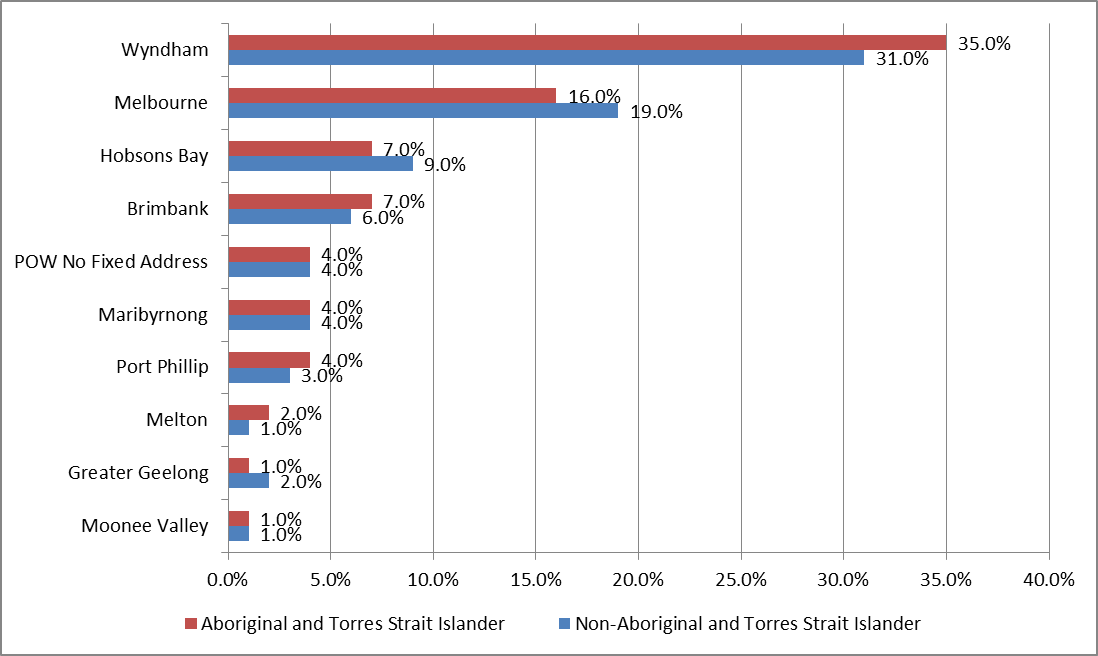 Wyndham
35.0%
31.0%
Melbourne
16.0%
19.0%
Hobsons Bay
7.0%
9.0%
Brimbank
7.0%
6.0%
POW No Fixed Address
4.0%
4.0%
Maribyrnong
4.0%
4.0%
Port Phillip
4.0%
3.0%
Melton
2.0%
1.0%
Greater Geelong
1.0%
2.0%
Moonee Valley
1.0%
1.0%
0.0% 5.0% 10.0% 15.0% 20.0% 25.0% 30.0% 35.0% 40.0%
Aboriginal and Torres Strait Islander Non-Aboriginal and Torres Strait Islander